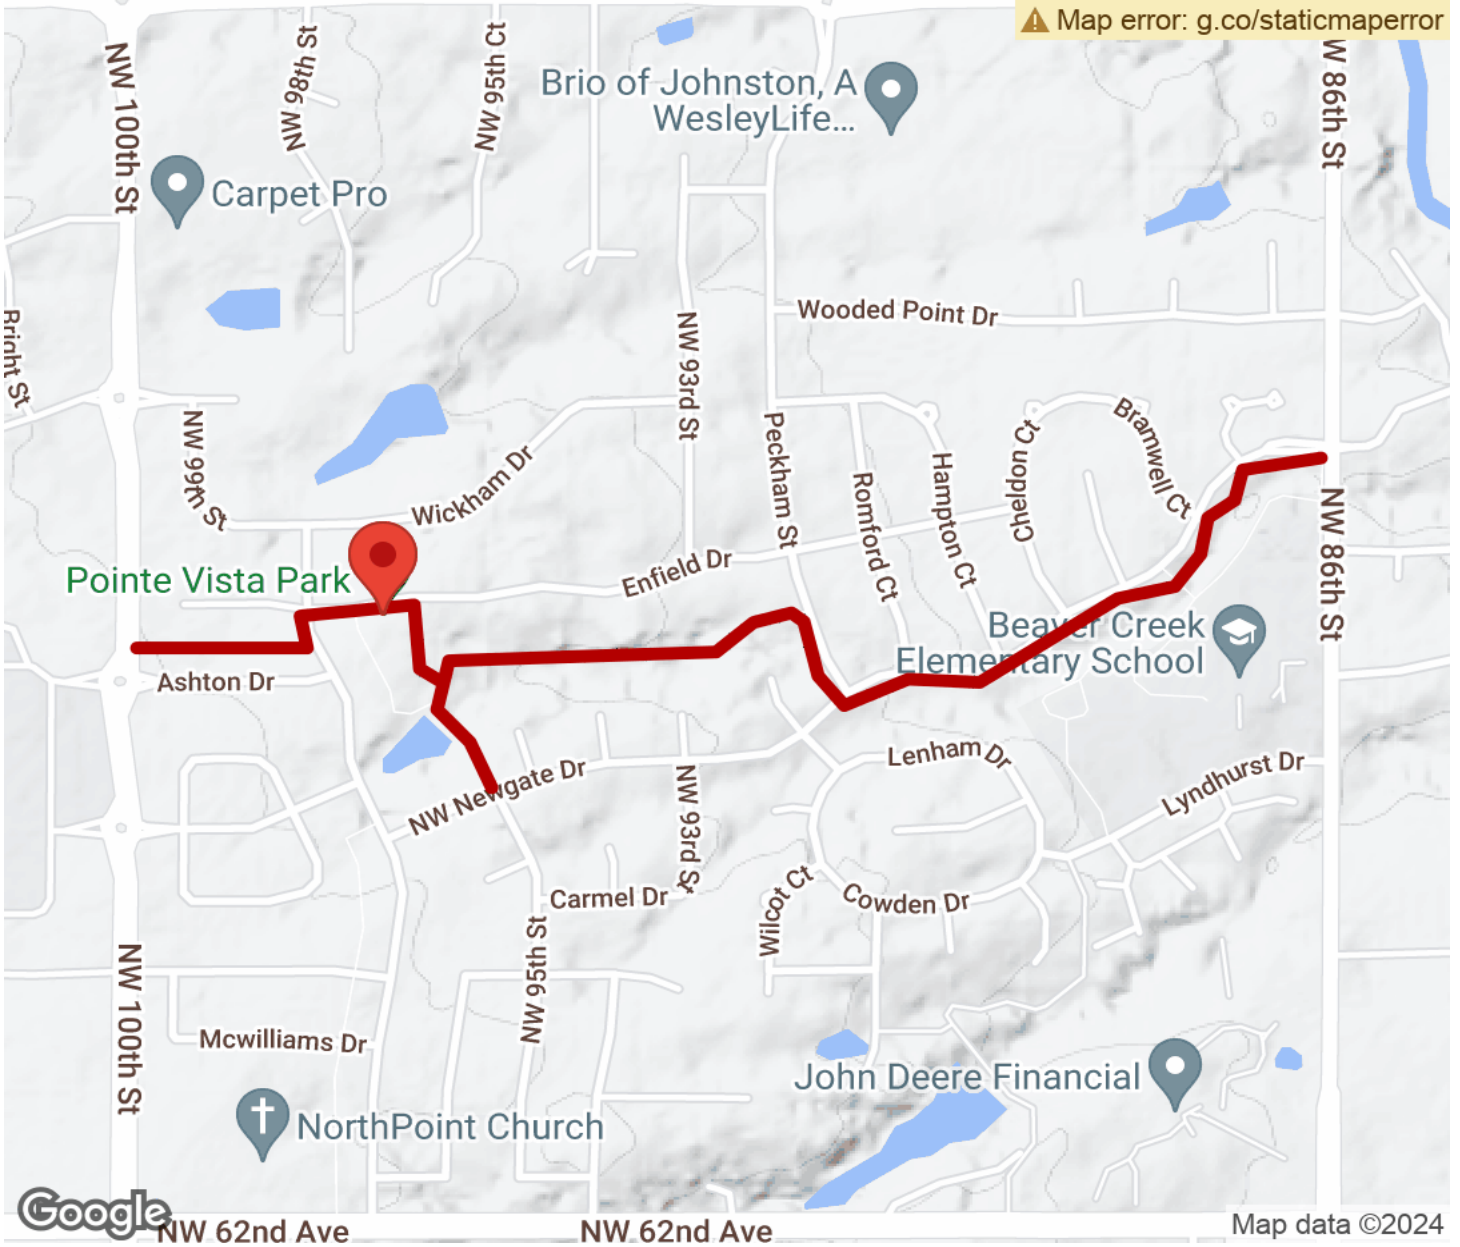 Map error: g.co/staticmaperror
NW 100th St
NW 98th St
NW 95th Ct
Brio of Johnston, A
WesleyLife...
NW 86th St
Carpet Pro
Wooded Point Dr
Bright St
NW 93rd St
NW 99th St
Wickham Dr
Peckham St
Romford Ct
Hampton Ct
Cheldon Ct
Bramwell Ct
NW 86th St
Pointe Vista Park
Enfield Dr
Beaver Creek
Elementary School
Ashton Dr
NW Newgate Dr
NW 93rd St
Lenham Dr
Lyndhurst Dr
Carmel Dr
Wilcot Ct
Cowden Dr
NW 95th St
NW 100th St
Mcwilliams Dr
John Deere Financial
NorthPoint Church
Google
NW 62nd Ave
NW 62nd Ave
Map data ©2024